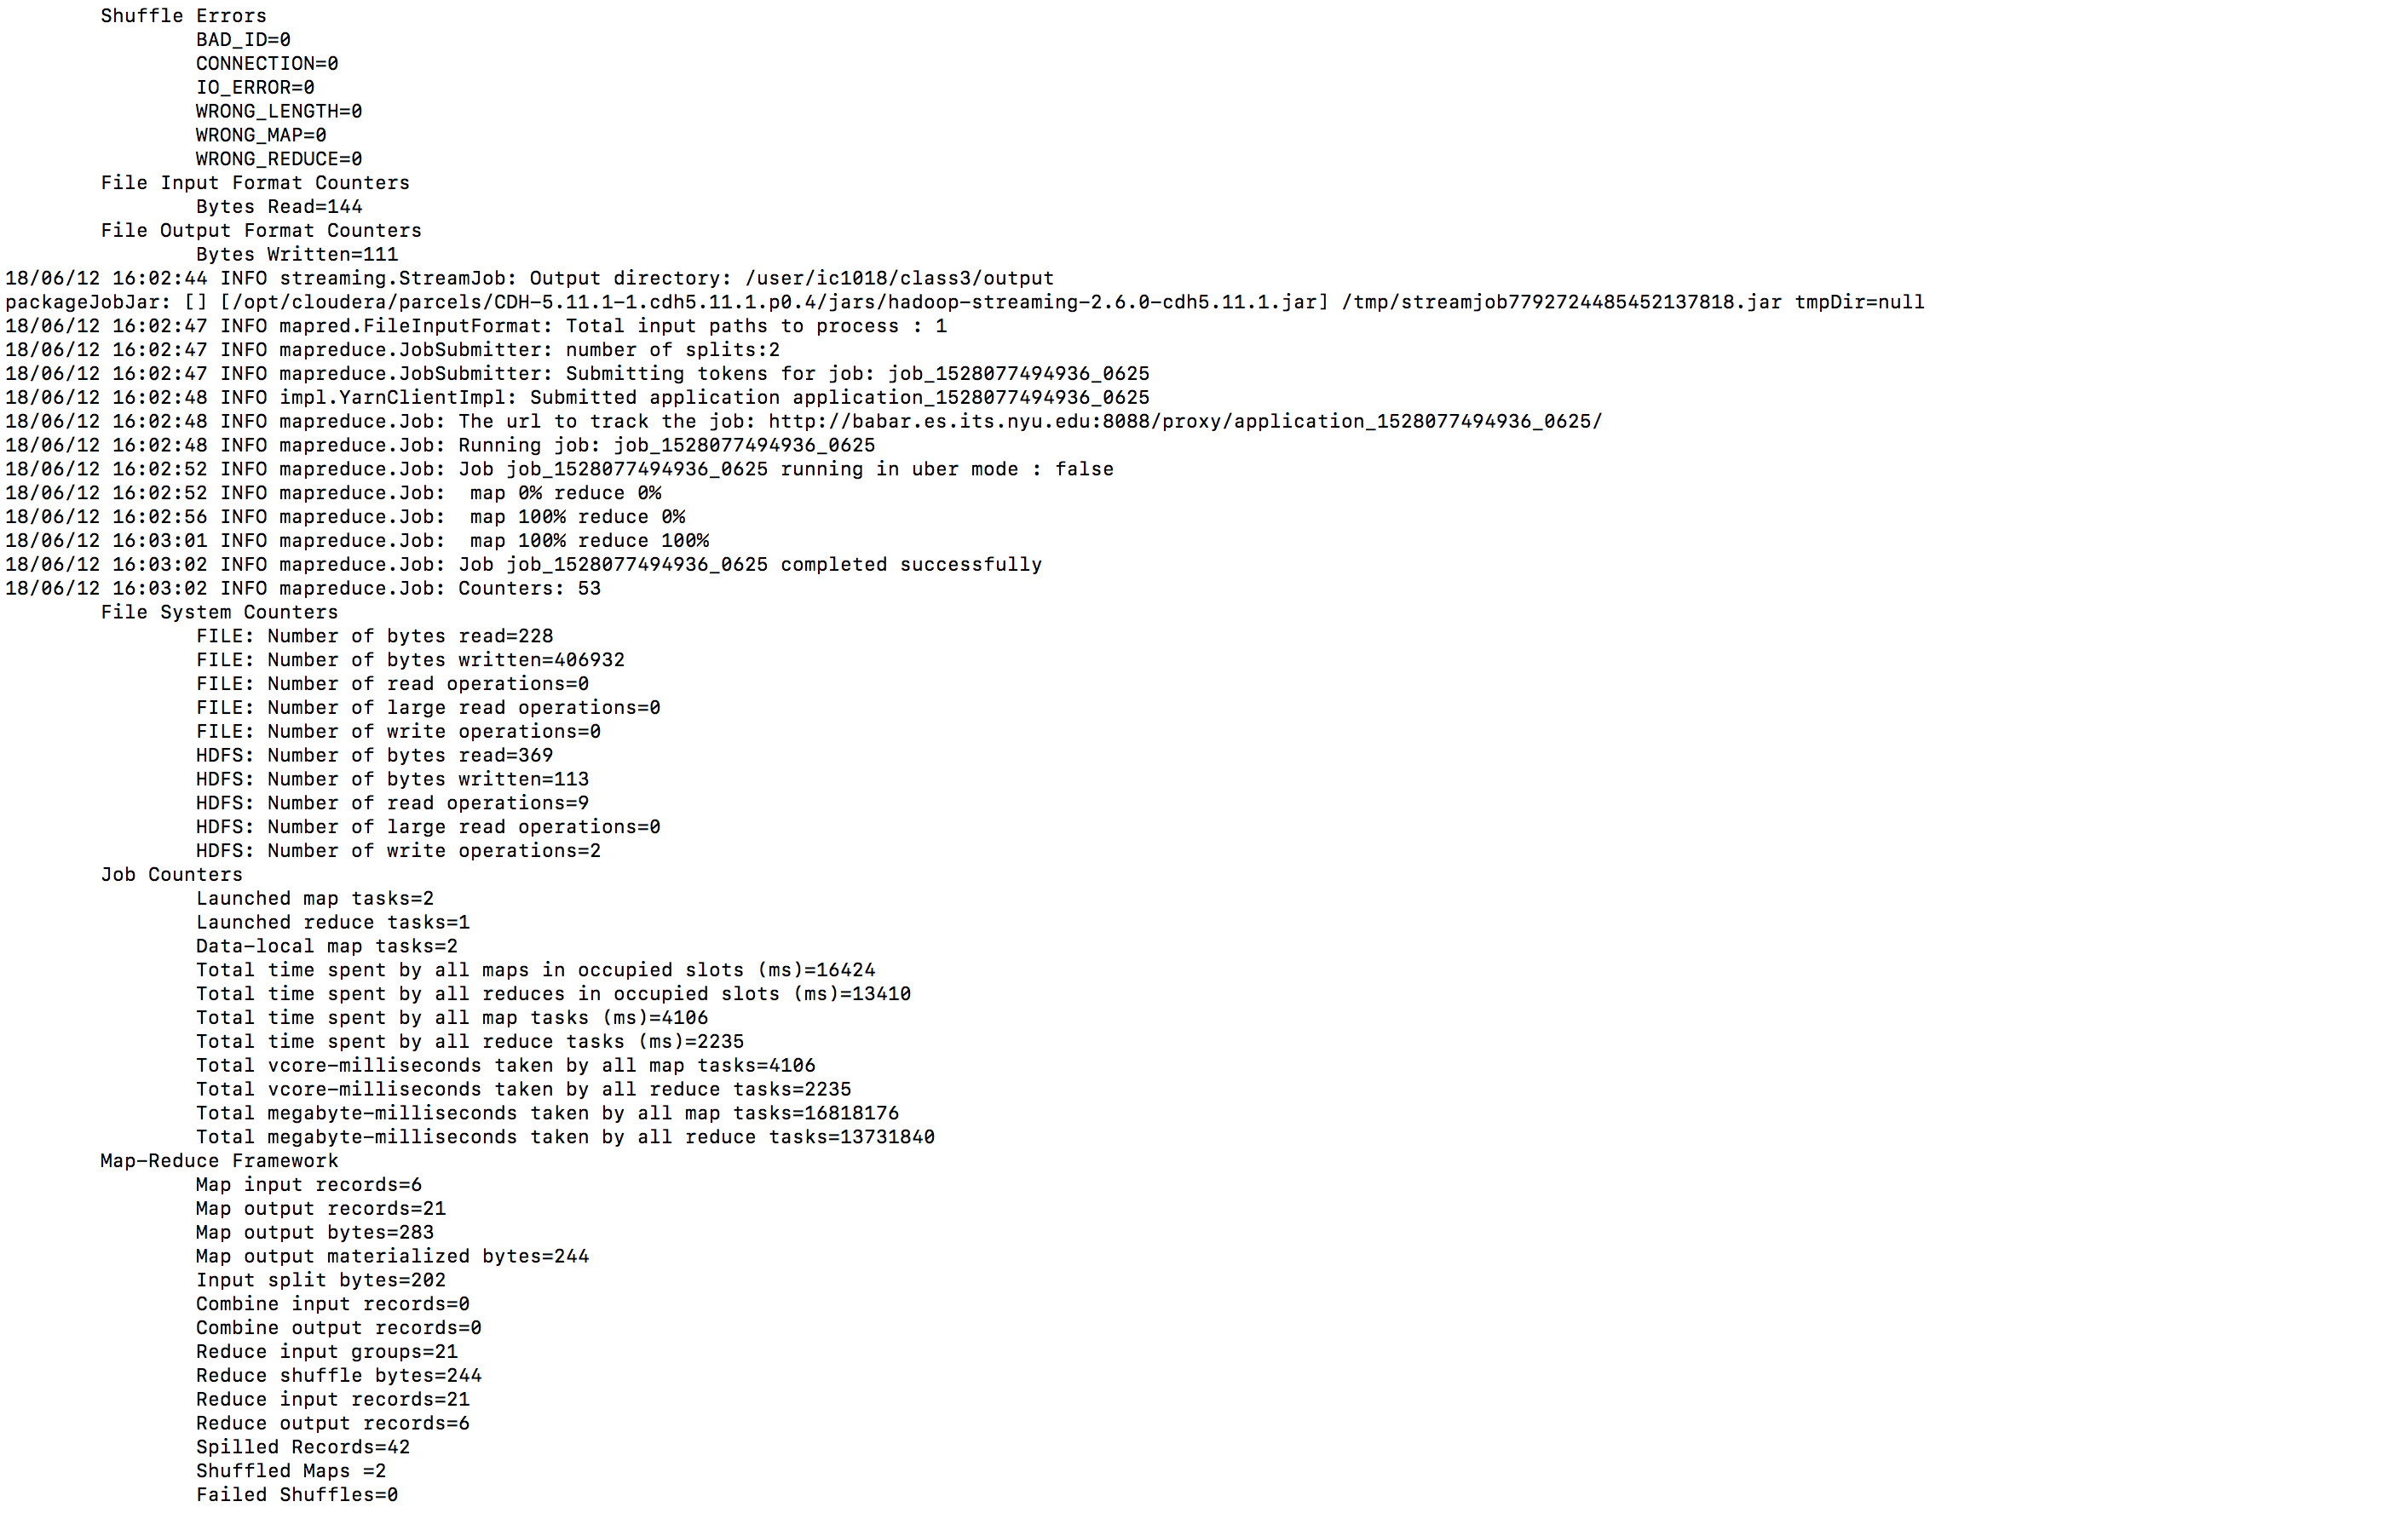 Shuffle Errors
BAD_ID=0
CONNECTION=0
IO_ERROR=0
WRONG_LENGTH=0
WRONG_MAP=0
WRONG_REDUCE=0
File Input Format Counters
Bytes Read=144
File Output Format Counters
Bytes Written=111
18/06/12 16:02:44 INFO streaming.StreamJob: Output directory: /user/ic1018/class3/output
packageJobJar: [] [/opt/cloudera/parcels/CDH-5.11.1-1.cdh5.11.1.p0.4/jars/hadoop-streaming-2.6.0-cdh5.11.1.jar] /tmp/streamjob7792724485452137818.jar tmpDir=null
18/06/12 16:02:47 INFO mapred.FileInputFormat: Total input paths to process : 1
18/06/12 16:02:47 INFO mapreduce.JobSubmitter: number of splits:2
18/06/12 16:02:47 INFO mapreduce.JobSubmitter: Submitting tokens for job: job_1528077494936_0625
18/06/12 16:02:48 INFO impl.YarnClientImpl: Submitted application application_1528077494936_0625
18/06/12 16:02:48 INFO mapreduce.Job: The url to track the job: http://babar.es.its.nyu.edu:8088/proxy/application_1528077494936_0625/
18/06/12 16:02:48 INFO mapreduce.Job: Running job: job_1528077494936_0625
18/06/12 16:02:52 INFO mapreduce.Job: Job job_1528077494936_0625 running in uber mode : false
18/06/12 16:02:52 INFO mapreduce.Job:  map 0% reduce 0%
18/06/12 16:02:56 INFO mapreduce.Job:  map 100% reduce 0%
18/06/12 16:03:01 INFO mapreduce.Job:  map 100% reduce 100%
18/06/12 16:03:02 INFO mapreduce.Job: Job job_1528077494936_0625 completed successfully
18/06/12 16:03:02 INFO mapreduce.Job: Counters: 53
File System Counters
FILE: Number of bytes read=228
FILE: Number of bytes written=406932
FILE: Number of read operations=0
FILE: Number of large read operations=0
FILE: Number of write operations=0
HDFS: Number of bytes read=369
HDFS: Number of bytes written=113
HDFS: Number of read operations=9
HDFS: Number of large read operations=0
HDFS: Number of write operations=2
Job Counters
Launched map tasks=2
Launched reduce tasks=1
Data-local map tasks=2
Total time spent by all maps in occupied slots (ms)=16424
Total time spent by all reduces in occupied slots (ms)=13410
Total time spent by all map tasks (ms)=4106
Total time spent by all reduce tasks (ms)=2235
Total vcore-milliseconds taken by all map tasks=4106
Total vcore-milliseconds taken by all reduce tasks=2235
Total megabyte-milliseconds taken by all map tasks=16818176
Total megabyte-milliseconds taken by all reduce tasks=13731840
Map-Reduce Framework
Map input records=6
Map output records=21
Map output bytes=283
Map output materialized bytes=244
Input split bytes=202
Combine input records=0
Combine output records=0
Reduce input groups=21
Reduce shuffle bytes=244
Reduce input records=21
Reduce output records=6
Spilled Records=42
Shuffled Maps =2
Failed Shuffles=0